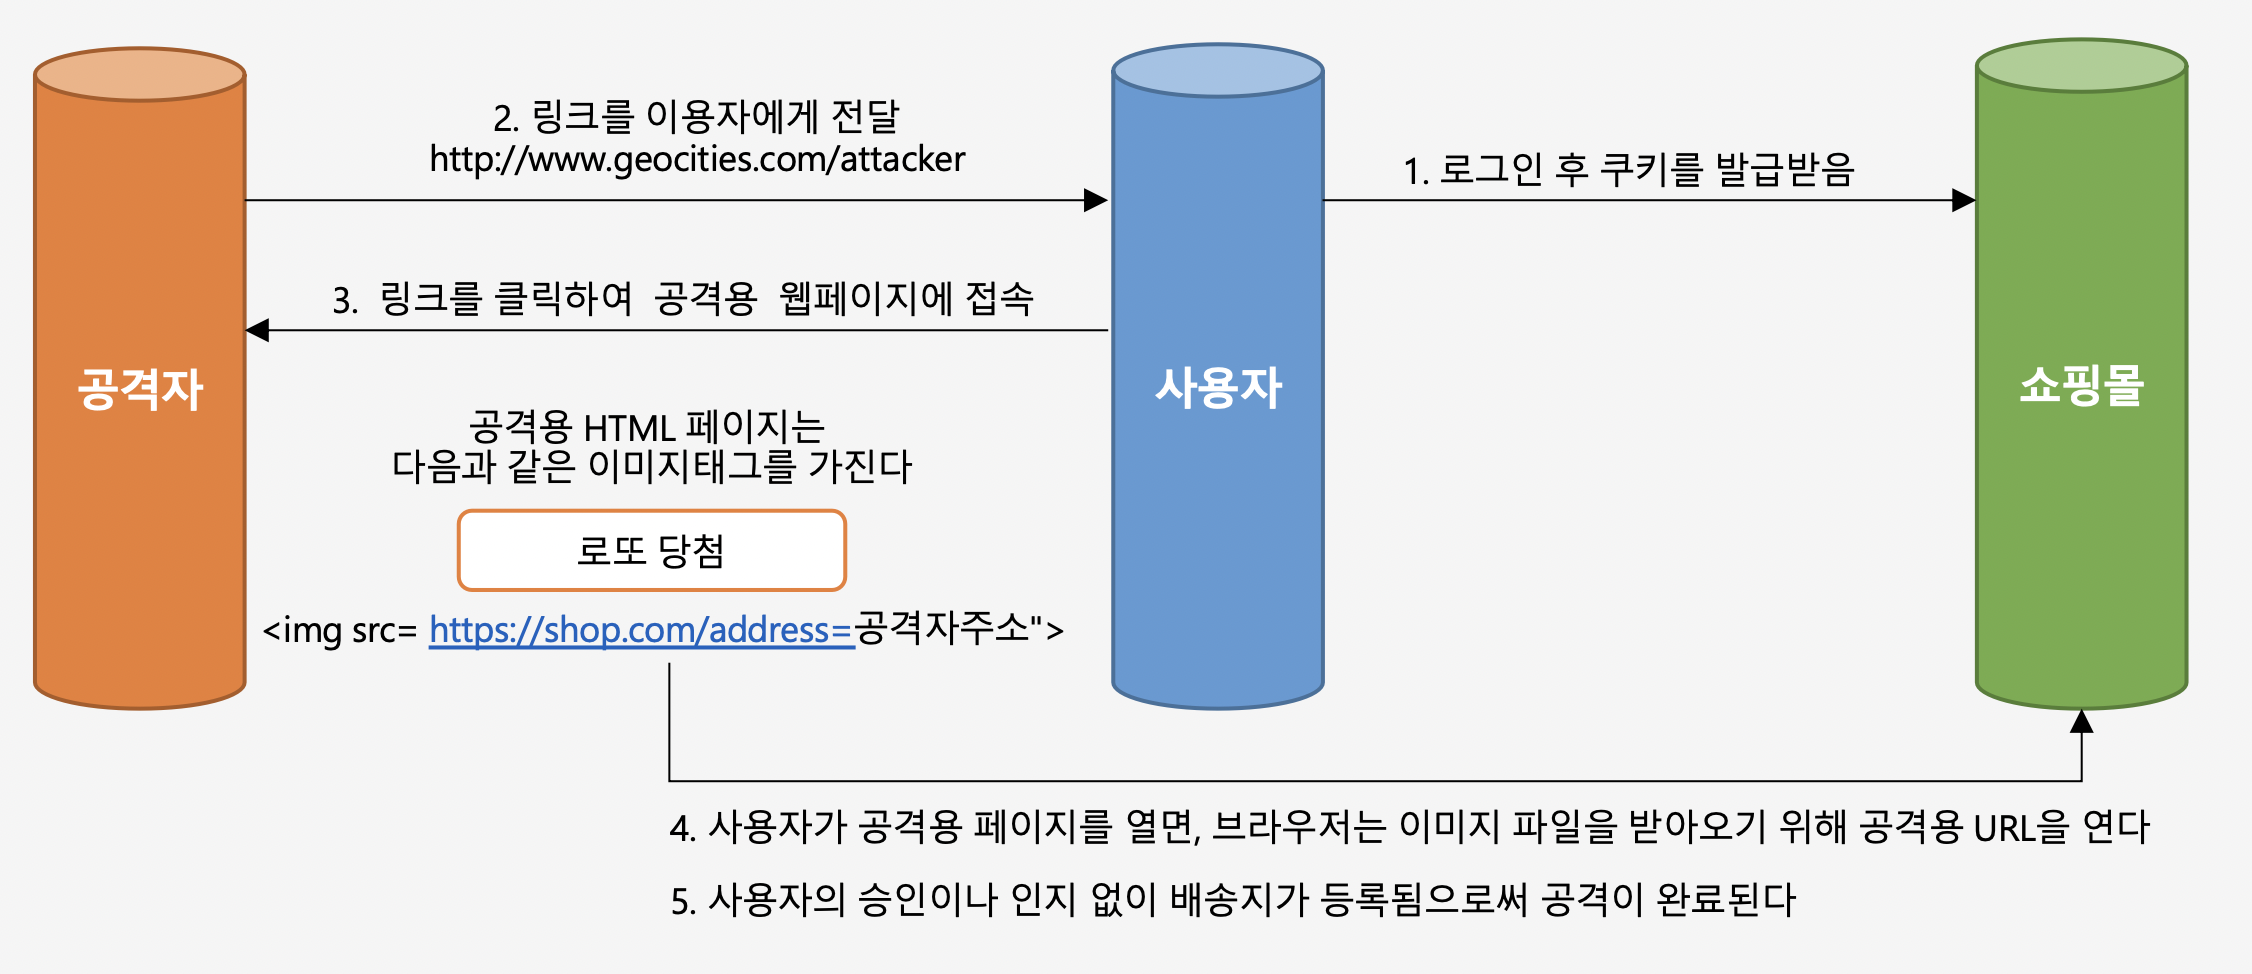 2. 링크를 이용자에게 전달
http://www.geocities.com/attacker
1. 로그인 후 쿠키를 발급받음
3. 링크를 클릭하여 공격용 웹페이지에 접속
공격자
사용자
쇼핑몰
공격용 HTML 페이지는
다음과 같은 이미지태그를 가진다
로또 당첨
<img src= https://shop.com/address=공격자주소">
4. 사용자가 공격용 페이지를 열면, 브라우저는 이미지 파일을 받아오기 위해 공격용 URL을 연다
5. 사용자의 승인이나 인지 없이 배송지가 등록됨으로써 공격이 완료된다